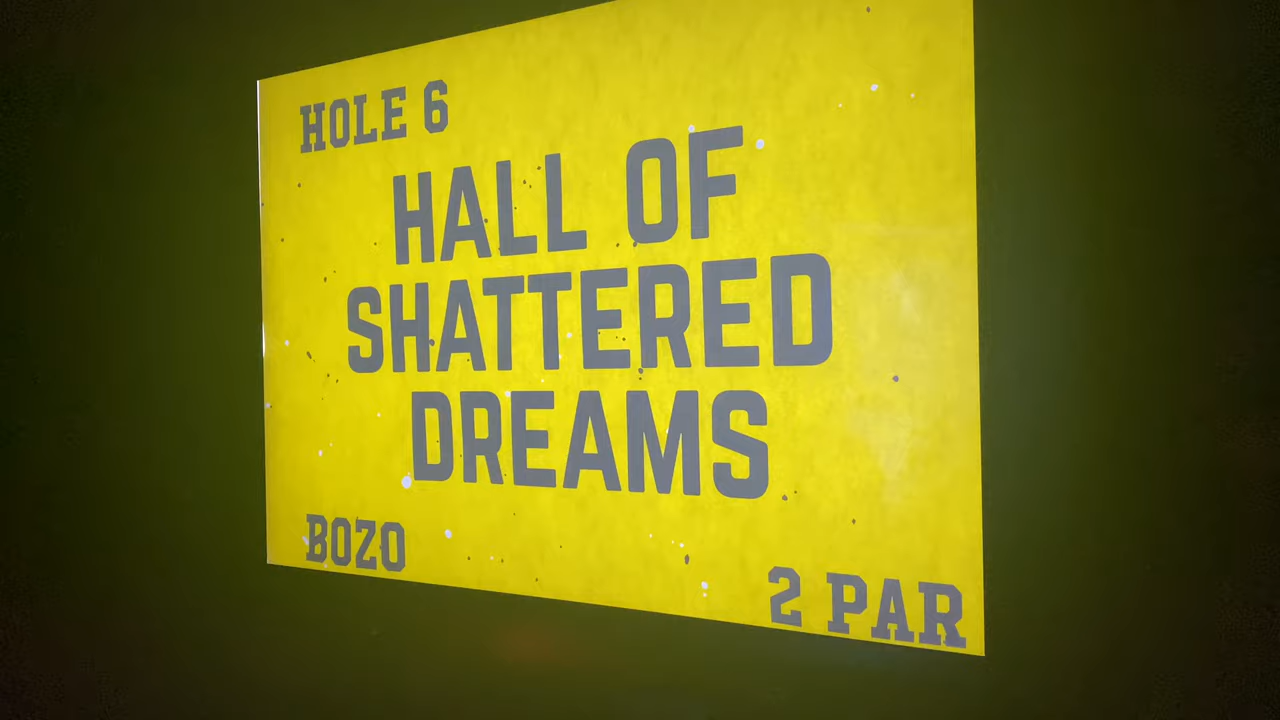 HOLE 6
HALL OF
SHATTERED
DREAMS
BOZO
2 PAR